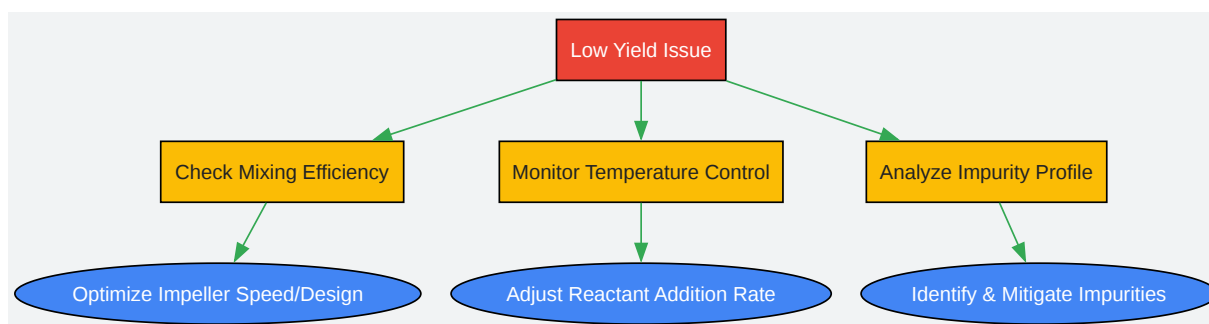 Low Yield Issue
Check Mixing Efficiency
Monitor Temperature Control
Analyze Impurity Profile
Optimize Impeller Speed/Design
Adjust Reactant Addition Rate
Identify & Mitigate Impurities